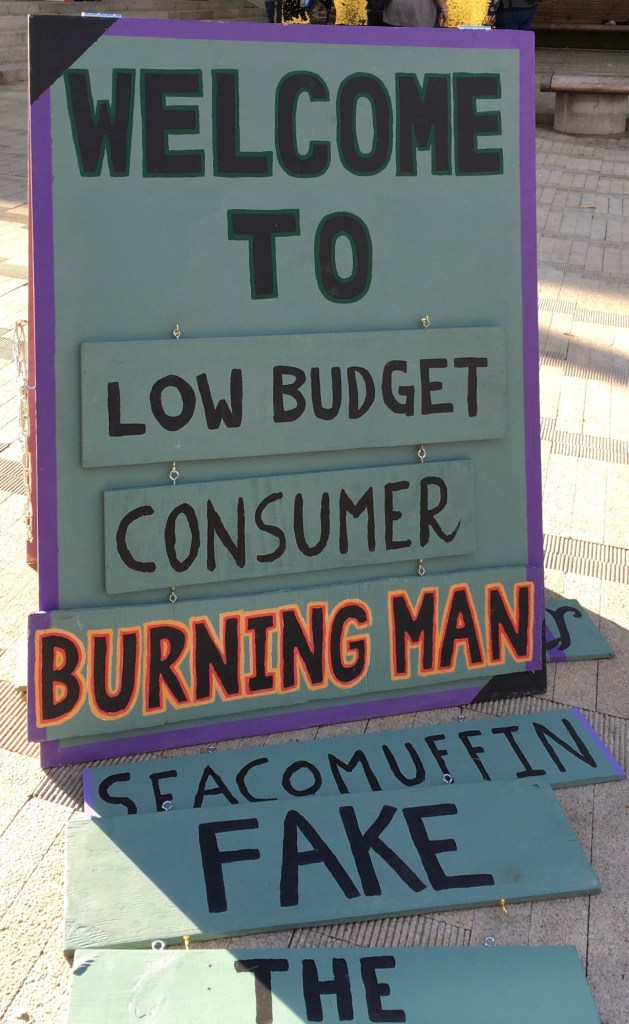 WELCOME
TO
LOW BUDGET
CONSUMER
BURNING MAN
SEACOMUFFIN
FAKE
THE